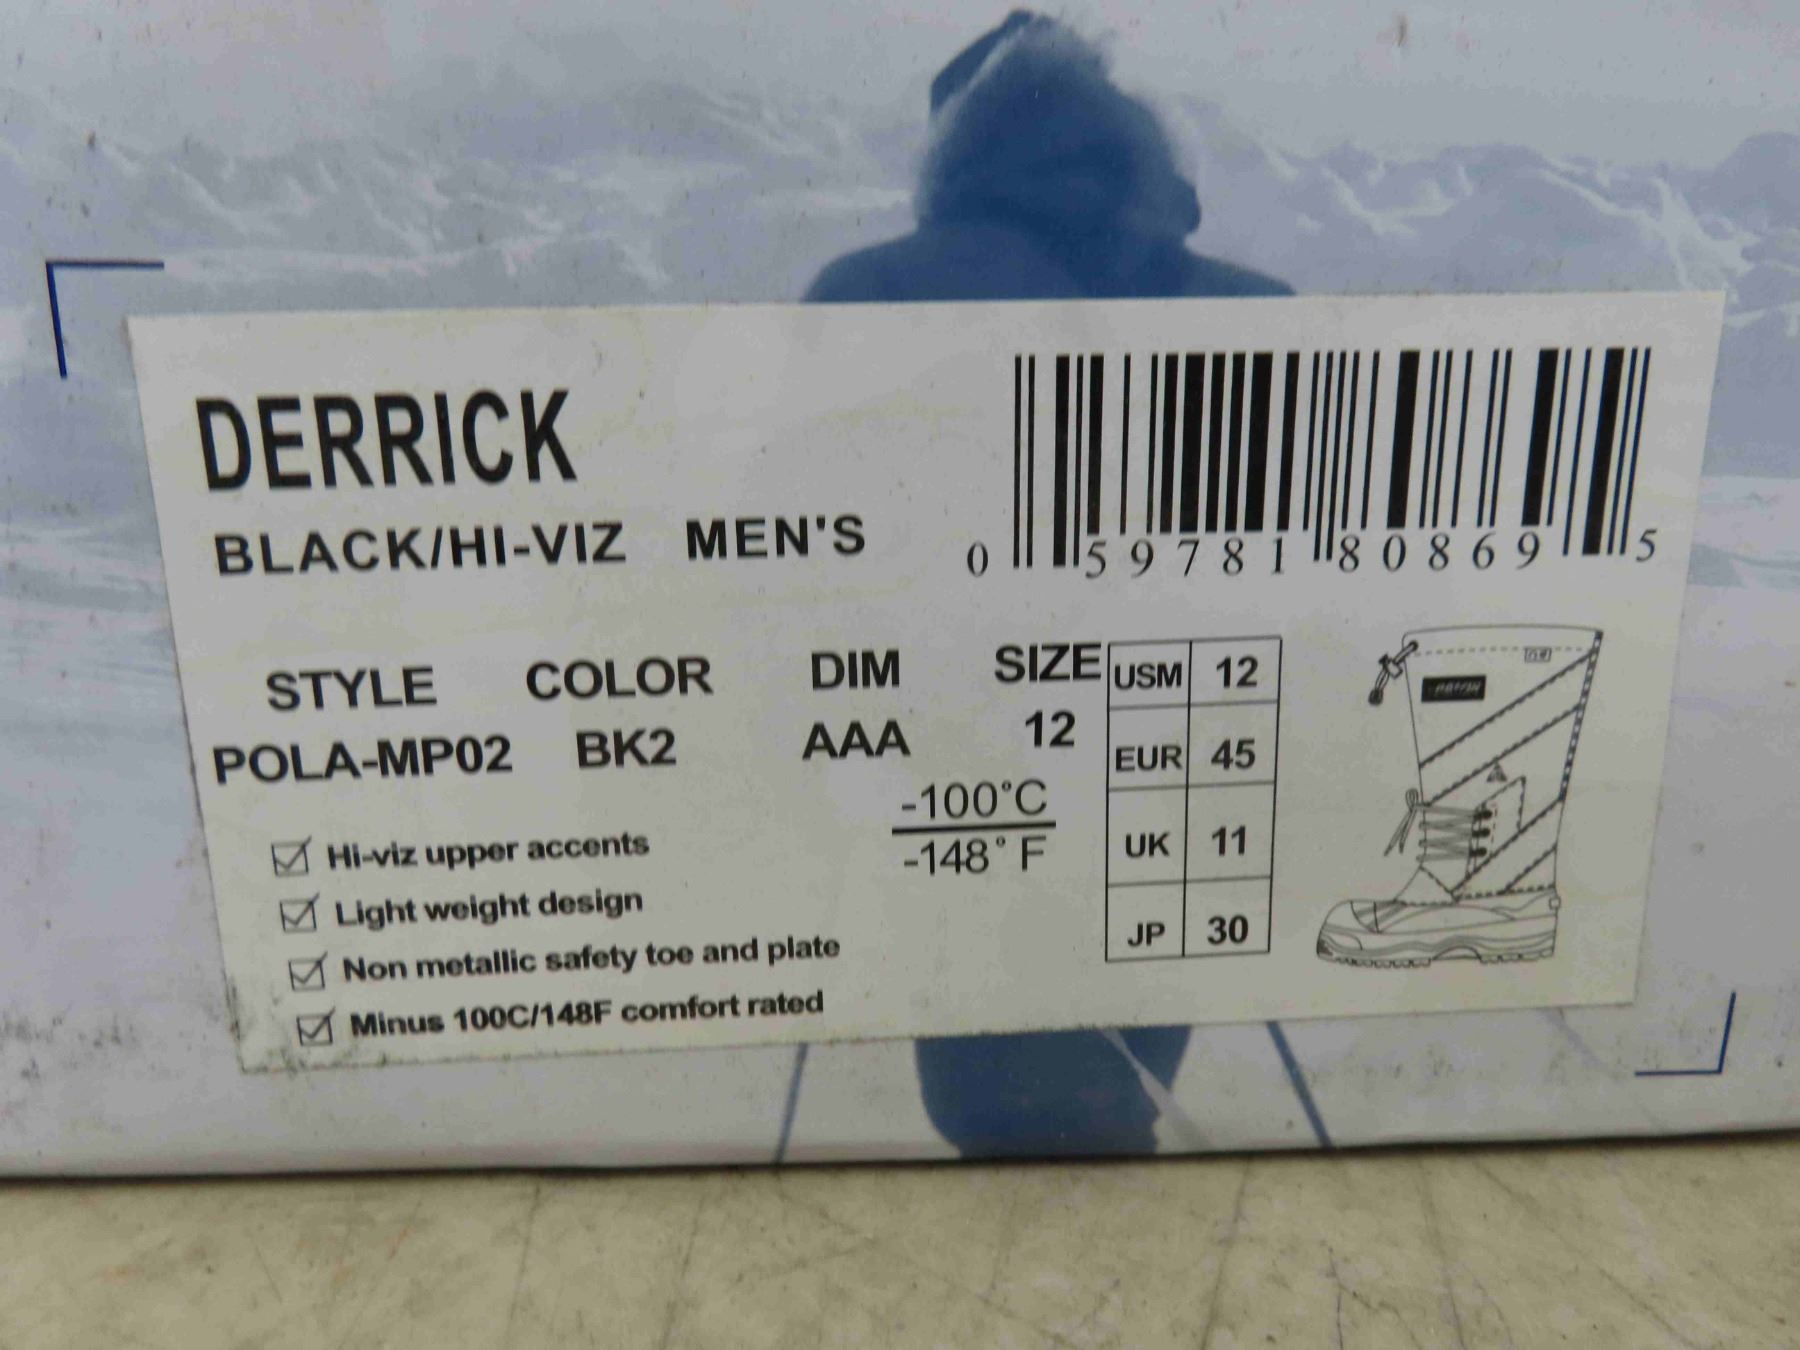 DERRICK
BLACK/HI-VIZ MEN'S
0 59781 80869 5
STYLE COLOR DIM SIZE
POLA-MP02 BK2 AAA 12
-100°C
-148° F
USM 12
EUR 45
UK 11
JP 30
Hi-viz upper accents
Light weight design
Non metallic safety toe and plate
Minus 100C/148F comfort rated